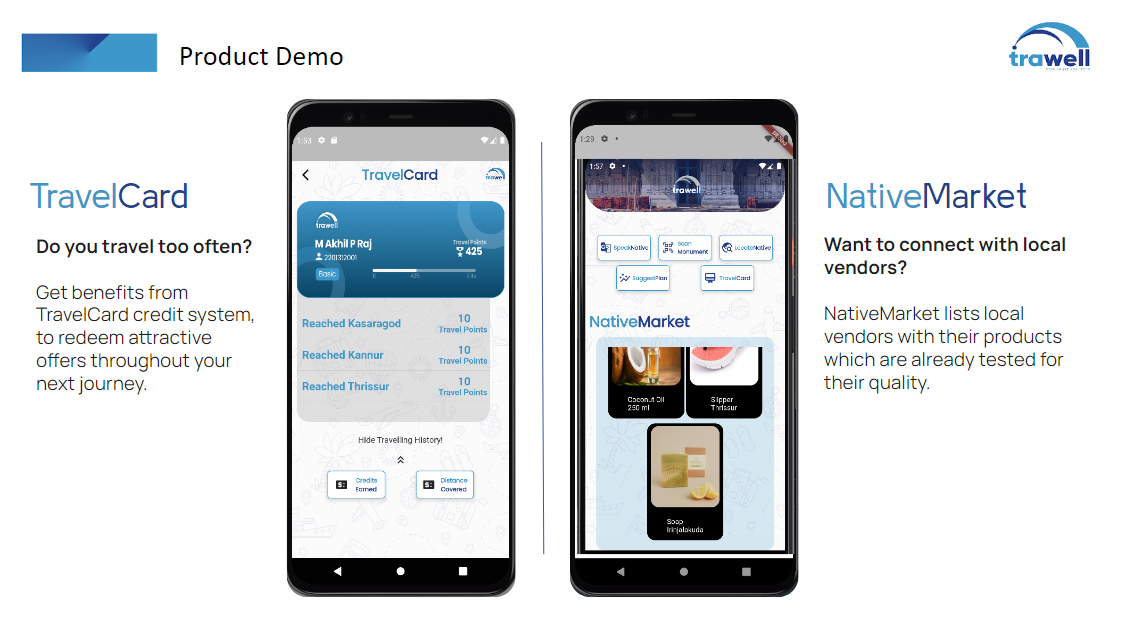 Product Demo
trawell
TravelCard
Do you travel too often?
Get benefits from
TravelCard credit system,
to redeem attractive
offers throughout your
next journey.
1:53
TravelCard
trawell
trawell
M Akhil P Raj
2201312001
Basic
Travel Points
425
0
425
Elite
Reached Kasaragod
10
Travel Points
Reached Kannur
10
Travel Points
Reached Thrissur
10
Travel Points
Hide Travelling History!
Credits
Earned
Distance
Covered
1:29
1:57
trawell
SpeakNative
Scan
Monument
LocateNative
SuggestPlan
TravelCard
NativeMarket
Coconut Oil
250 ml
Slipper
Thrissur
Soap
Irinjalakuda
NativeMarket
Want to connect with local
vendors?
NativeMarket lists local
vendors with their products
which are already tested for
their quality.